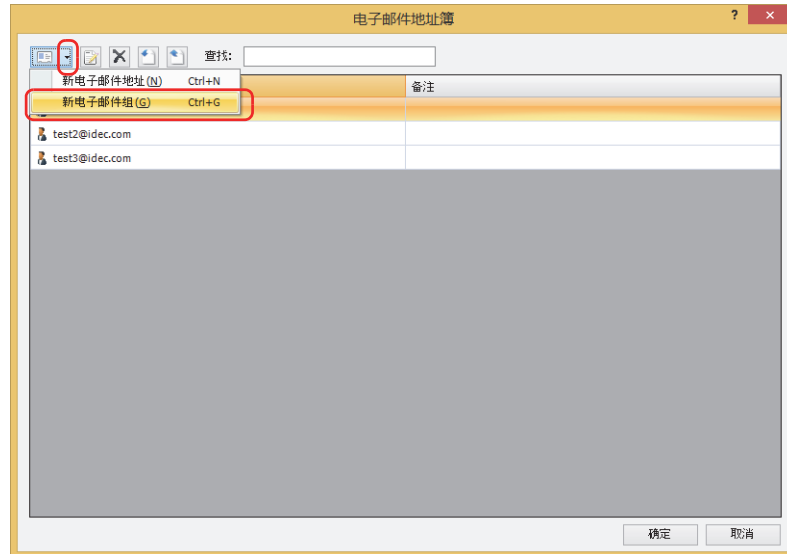 电子邮件地址簿
?
×
查找:
新电子邮件地址(N) Ctrl+N
备注
新电子邮件组(G) Ctrl+G
test2@idec.com
test3@idec.com
确定
取消